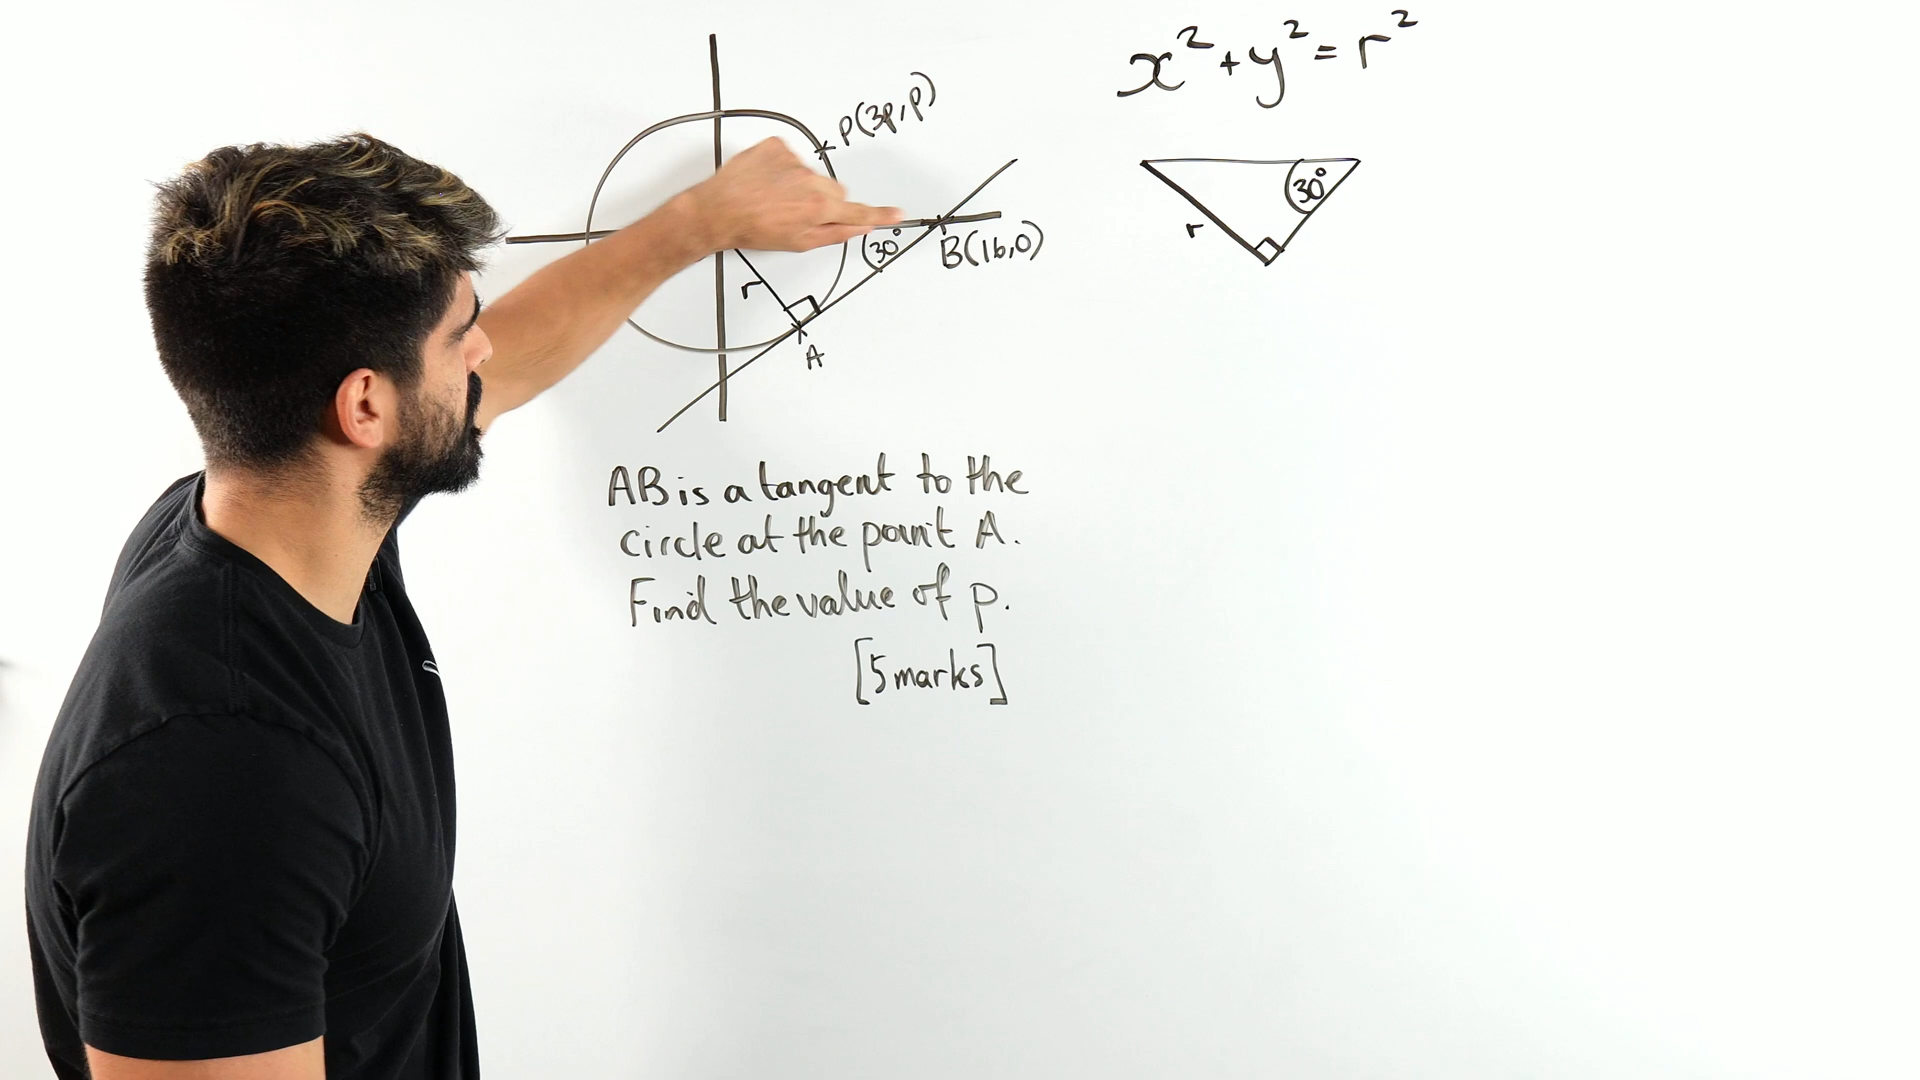 x² + y² = r²
P(3p, p)
30°
B(16,0)
r
A
30°
r
AB is a tangent to the
circle at the point A.
Find the value of p.
[5 marks]